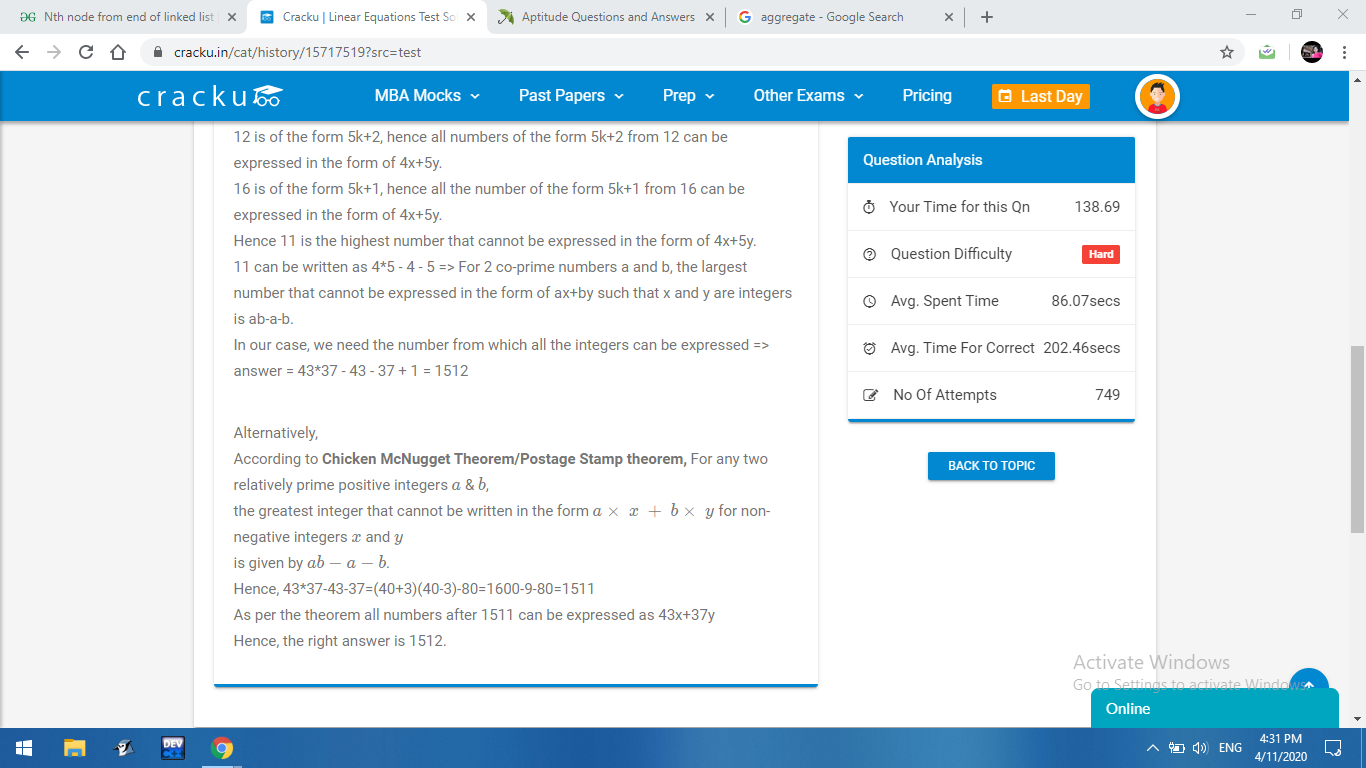 Nth node from end of linked list
Cracku | Linear Equations Test So
Aptitude Questions and Answers
aggregate - Google Search
cracku.in/cat/history/15717519?src=test
cracku
MBA Mocks
Past Papers
Prep
Other Exams
Pricing
Last Day
12 is of the form 5k+2, hence all numbers of the form 5k+2 from 12 can be
expressed in the form of 4x+5y.
16 is of the form 5k+1, hence all the number of the form 5k+1 from 16 can be
expressed in the form of 4x+5y.
Hence 11 is the highest number that cannot be expressed in the form of 4x+5y.
11 can be written as 4*5 - 4 - 5 => For 2 co-prime numbers a and b, the largest
number that cannot be expressed in the form of ax+by such that x and y are integers
is ab-a-b.
In our case, we need the number from which all the integers can be expressed =>
answer = 43*37 - 43 - 37 + 1 = 1512
Alternatively,
According to Chicken McNugget Theorem/Postage Stamp theorem, For any two
relatively prime positive integers a & b,
the greatest integer that cannot be written in the form a × x + b × y for non-
negative integers x and y
is given by ab − a − b.
Hence, 43*37-43-37=(40+3)(40-3)-80=1600-9-80=1511
As per the theorem all numbers after 1511 can be expressed as 43x+37y
Hence, the right answer is 1512.
Question Analysis
Your Time for this Qn 138.69
Question Difficulty Hard
Avg. Spent Time 86.07secs
Avg. Time For Correct 202.46secs
No Of Attempts 749
BACK TO TOPIC
Activate Windows
Go to Settings to activate Windows.
Online
DEV
ENG
4:31 PM
4/11/2020